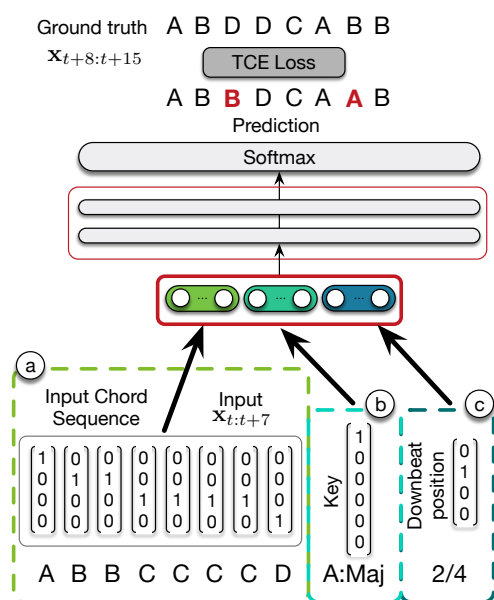 Ground truth A B D D C A B B
x_{t+8:t+15}
TCE Loss
A B B D C A A B
Prediction
Softmax
... ... ...
a
b
c
Input Chord Sequence
Input
x_{t:t+7}
Key
Downbeat position
1 0 0 0 0 0 0 0 1 0
0 1 1 0 0 0 0 0 0 1
0 0 0 1 1 1 1 0 0 0
0 0 0 0 0 0 0 1 0 0
0
0
A B B C C C C D
A:Maj
2/4